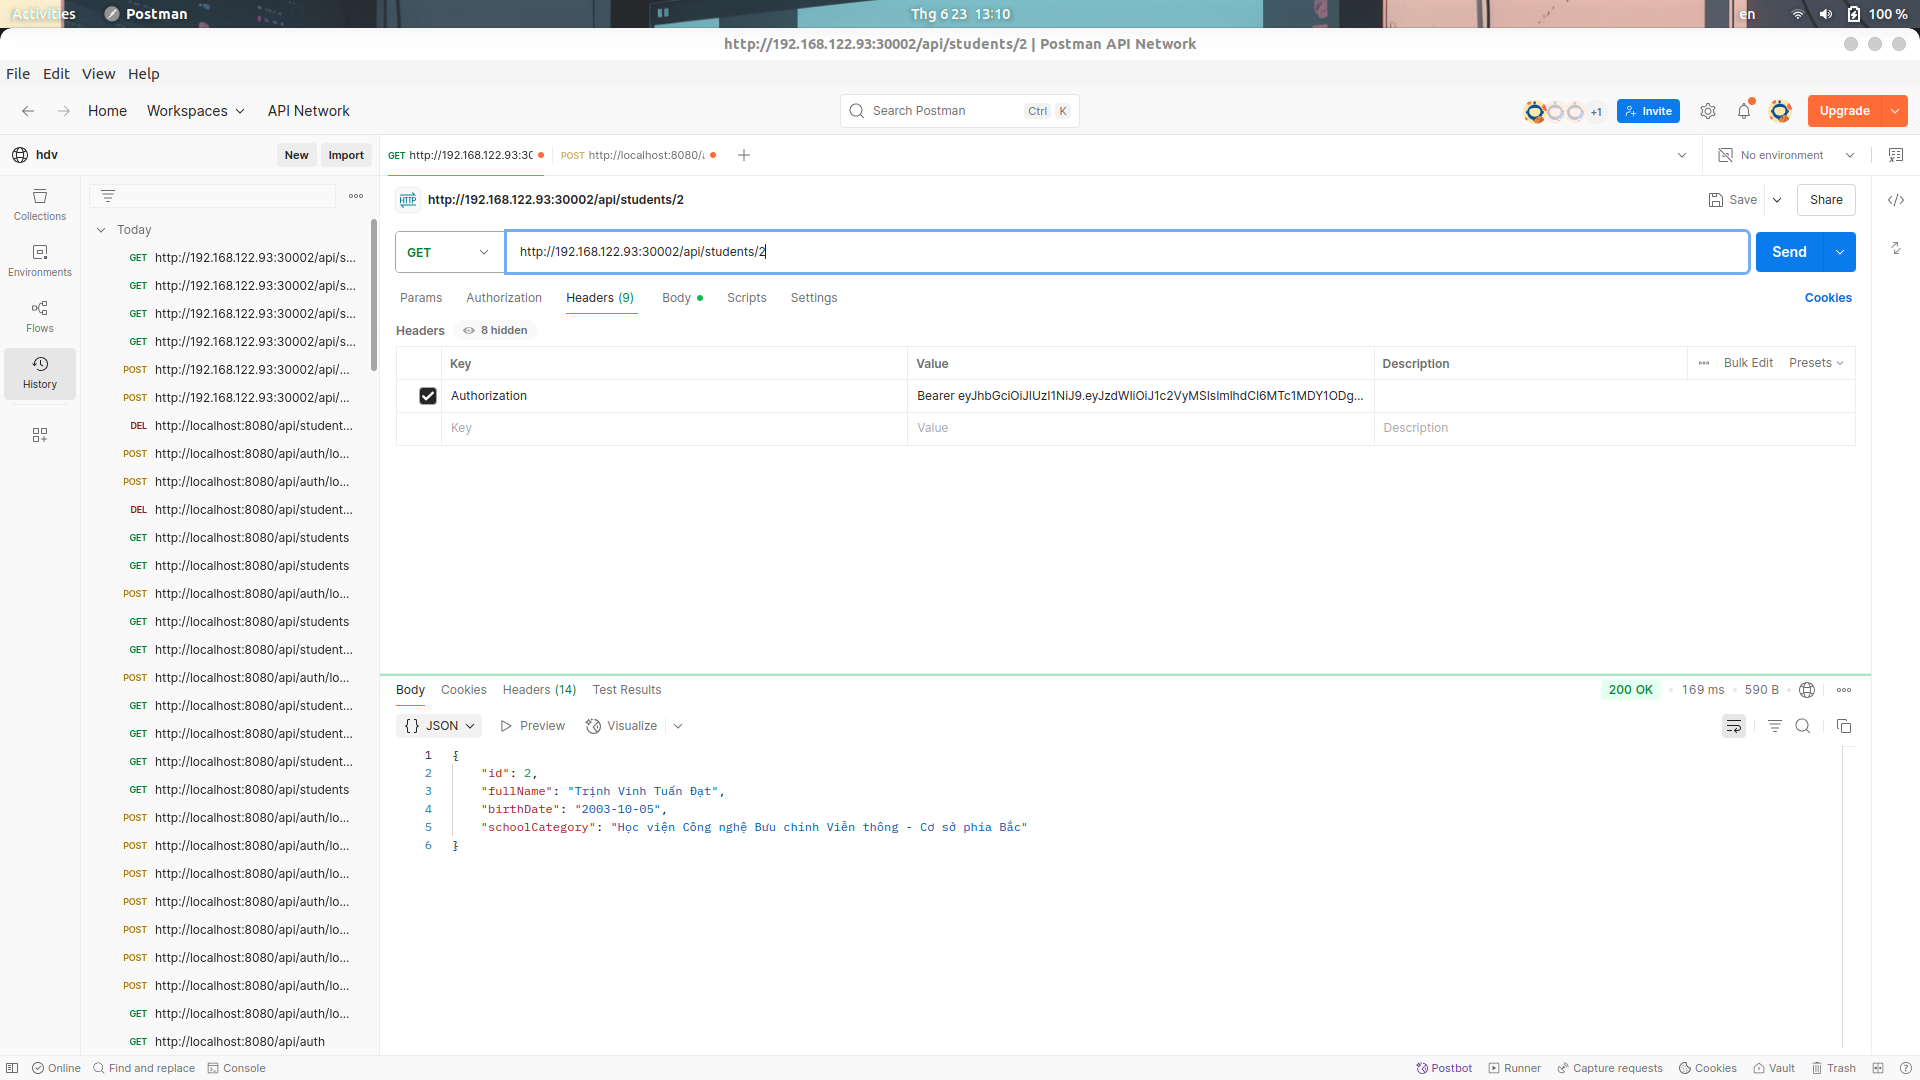 Activities Postman Thg 6 23 13:10 en 100 %
http://192.168.122.93:30002/api/students/2 | Postman API Network
File Edit View Help
Home Workspaces API Network Search Postman Ctrl K +1 Invite Upgrade
hdv New Import GET http://192.168.122.93:30 POST http://localhost:8080/ No environment
Collections
Environments
Flows
History
Today
GET http://192.168.122.93:30002/api/s...
GET http://192.168.122.93:30002/api/s...
GET http://192.168.122.93:30002/api/s...
GET http://192.168.122.93:30002/api/s...
POST http://192.168.122.93:30002/api/...
POST http://192.168.122.93:30002/api/...
DEL http://localhost:8080/api/student...
POST http://localhost:8080/api/auth/lo...
POST http://localhost:8080/api/auth/lo...
DEL http://localhost:8080/api/student...
GET http://localhost:8080/api/students
GET http://localhost:8080/api/students
POST http://localhost:8080/api/auth/lo...
GET http://localhost:8080/api/students
GET http://localhost:8080/api/student...
POST http://localhost:8080/api/auth/lo...
GET http://localhost:8080/api/student...
GET http://localhost:8080/api/student...
GET http://localhost:8080/api/student...
GET http://localhost:8080/api/students
POST http://localhost:8080/api/auth/lo...
POST http://localhost:8080/api/auth/lo...
POST http://localhost:8080/api/auth/lo...
POST http://localhost:8080/api/auth/lo...
POST http://localhost:8080/api/auth/lo...
POST http://localhost:8080/api/auth/lo...
POST http://localhost:8080/api/auth/lo...
GET http://localhost:8080/api/auth/lo...
GET http://localhost:8080/api/auth
HTTP http://192.168.122.93:30002/api/students/2 Save Share
GET http://192.168.122.93:30002/api/students/2 Send
Params Authorization Headers (9) Body Scripts Settings Cookies
Headers 8 hidden
Key Value Description Bulk Edit Presets
Authorization Bearer eyJhbGciOiJIUzI1NiJ9.eyJzdWIiOiJ1c2VyMSIsImlhdCI6MTc1MDY1ODg...
Key Value Description
Body Cookies Headers (14) Test Results 200 OK 169 ms 590 B
{} JSON Preview Visualize
1 {
2 "id": 2,
3 "fullName": "Trịnh Vinh Tuấn Đạt",
4 "birthDate": "2003-10-05",
5 "schoolCategory": "Học viện Công nghệ Bưu chính Viễn thông - Cơ sở phía Bắc"
6 }
Online Find and replace Console Postbot Runner Capture requests Cookies Vault Trash